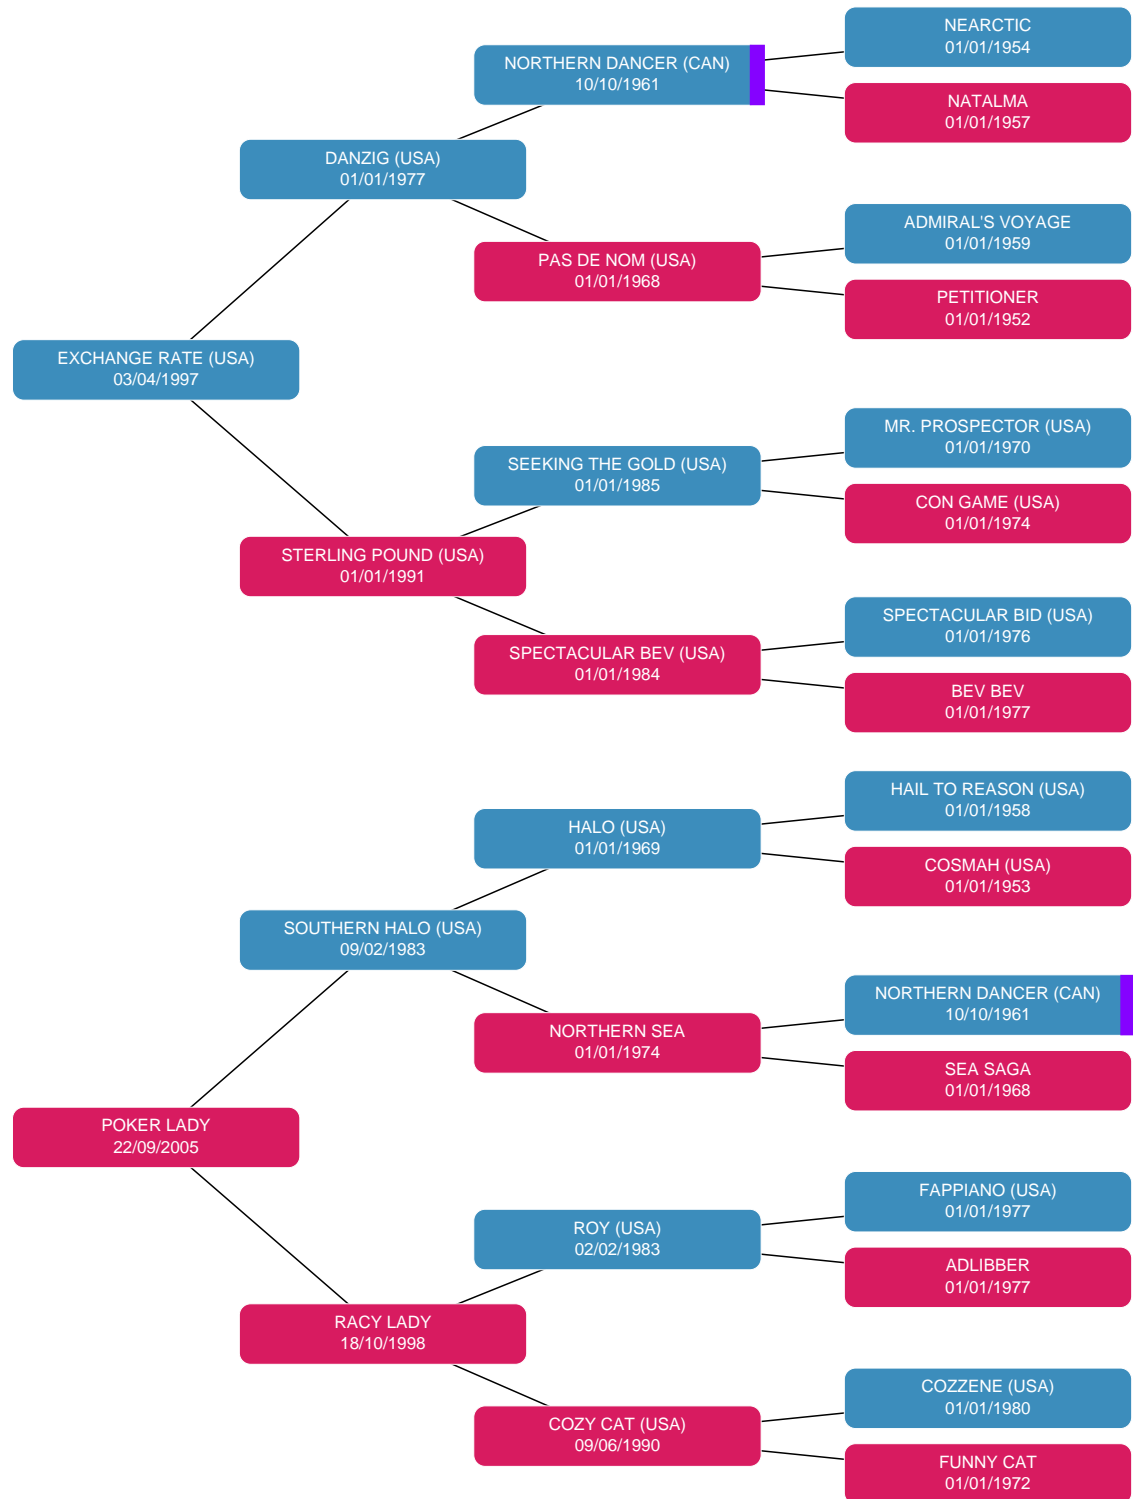 NEARCTIC
01/01/1954
NORTHERN DANCER (CAN)
10/10/1961
NATALMA
01/01/1957
DANZIG (USA)
01/01/1977
ADMIRAL'S VOYAGE
01/01/1959
PAS DE NOM (USA)
01/01/1968
PETITIONER
01/01/1952
EXCHANGE RATE (USA)
03/04/1997
MR. PROSPECTOR (USA)
01/01/1970
SEEKING THE GOLD (USA)
01/01/1985
CON GAME (USA)
01/01/1974
STERLING POUND (USA)
01/01/1991
SPECTACULAR BID (USA)
01/01/1976
SPECTACULAR BEV (USA)
01/01/1984
BEV BEV
01/01/1977
HAIL TO REASON (USA)
01/01/1958
HALO (USA)
01/01/1969
COSMAH (USA)
01/01/1953
SOUTHERN HALO (USA)
09/02/1983
NORTHERN DANCER (CAN)
10/10/1961
NORTHERN SEA
01/01/1974
SEA SAGA
01/01/1968
POKER LADY
22/09/2005
FAPPIANO (USA)
01/01/1977
ROY (USA)
02/02/1983
ADLIBBER
01/01/1977
RACY LADY
18/10/1998
COZZENE (USA)
01/01/1980
COZY CAT (USA)
09/06/1990
FUNNY CAT
01/01/1972